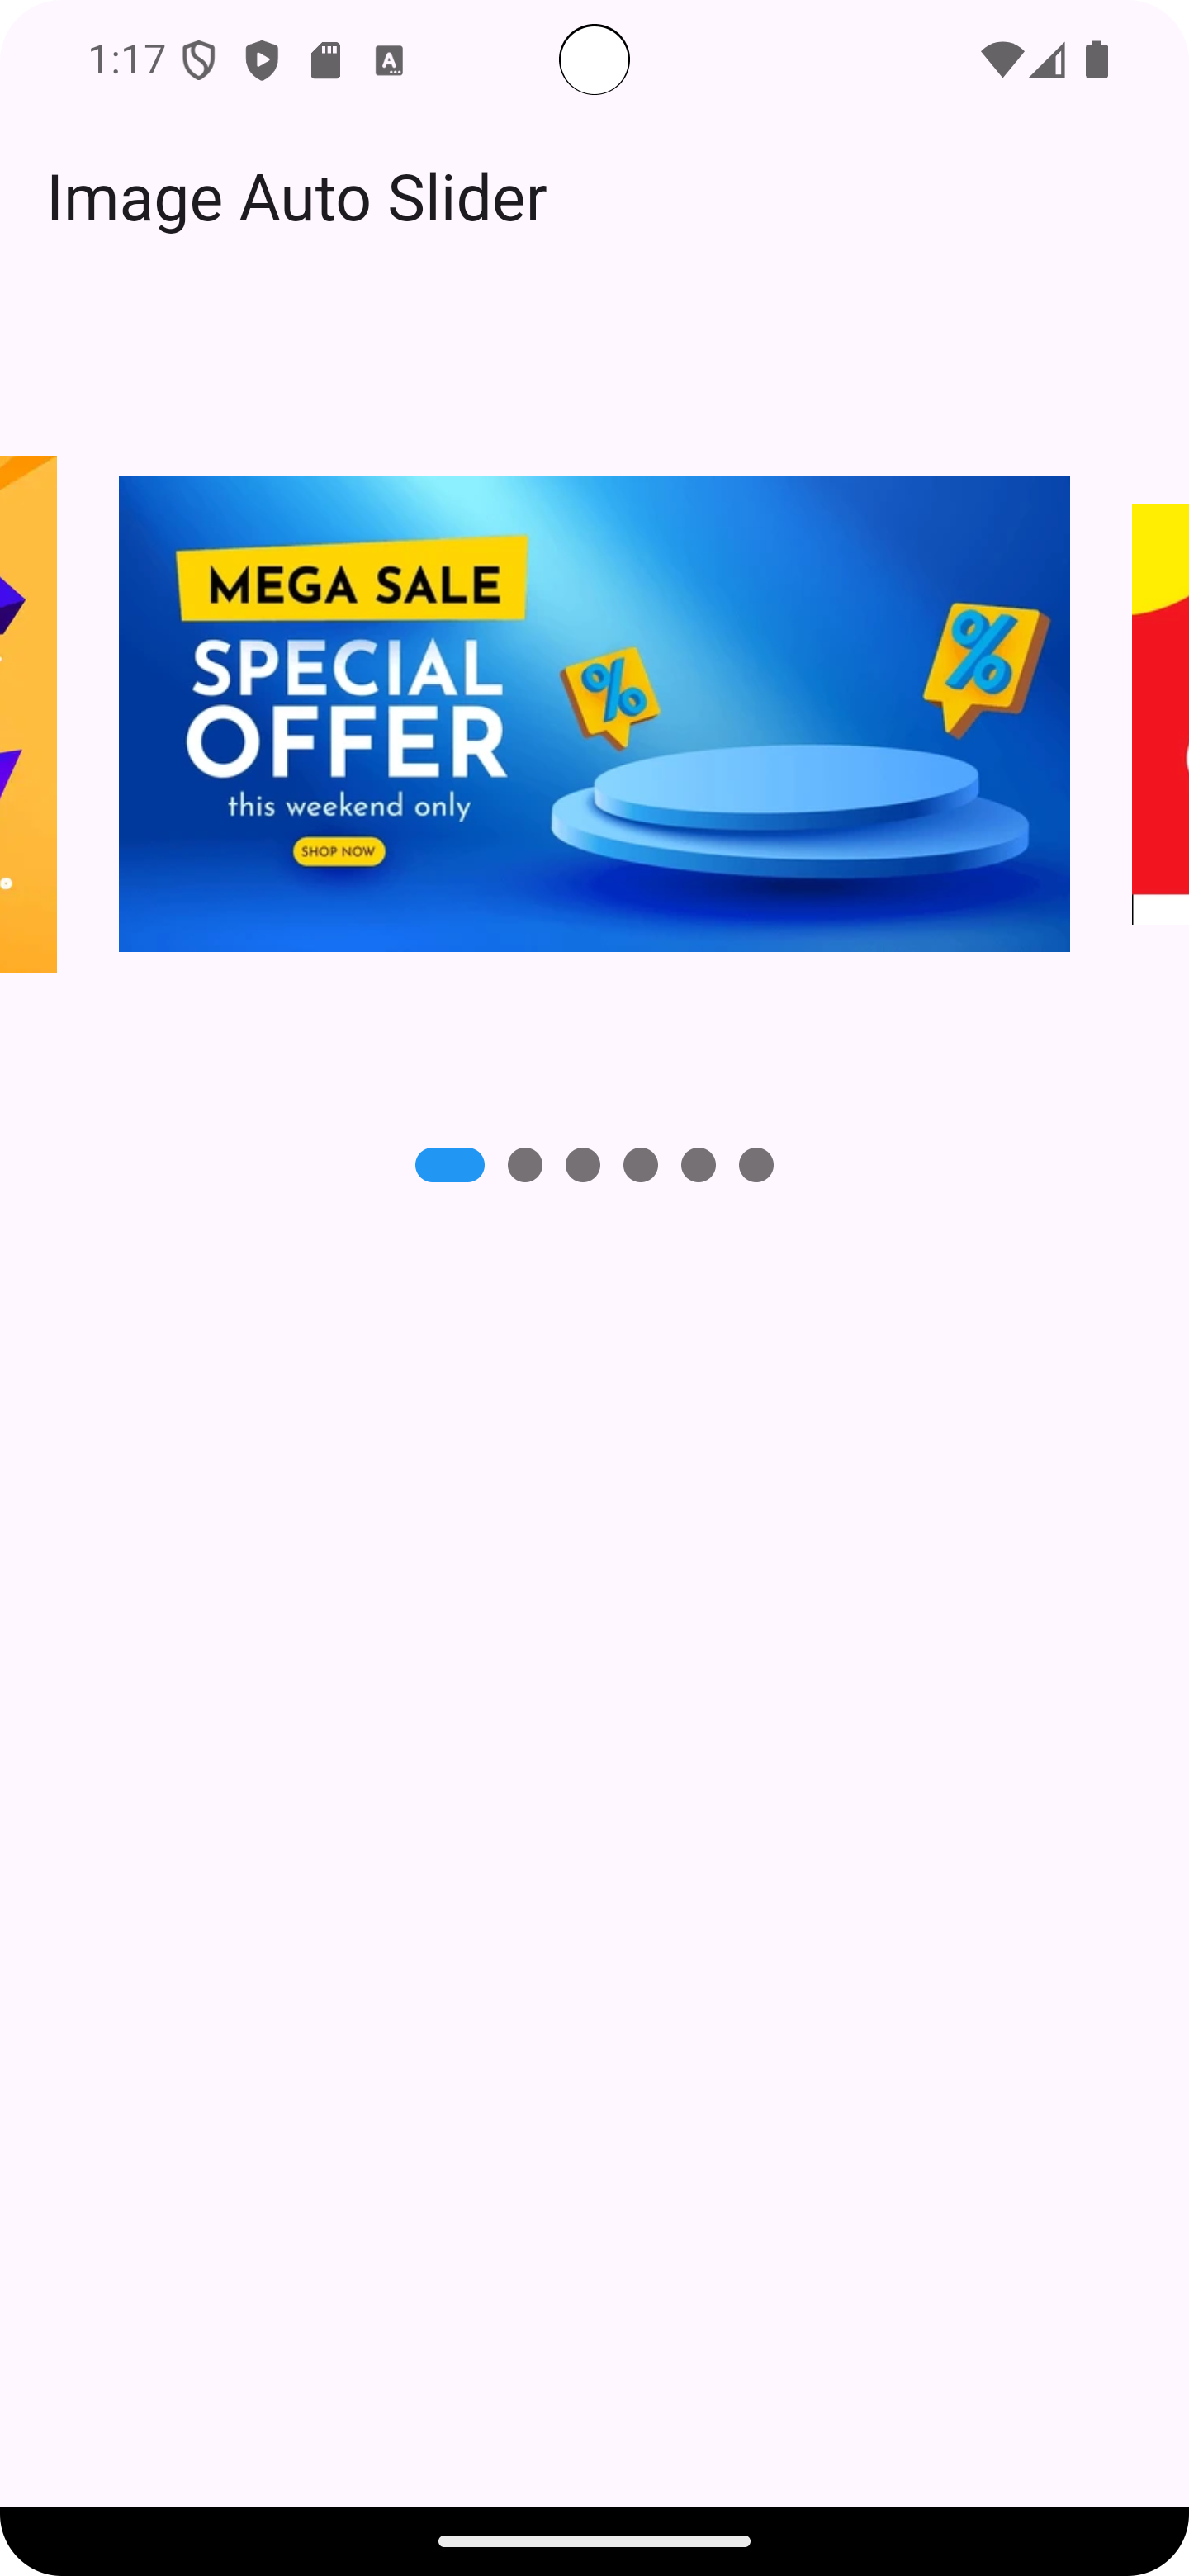 1:17
Image Auto Slider
MEGA SALE
SPECIAL
OFFER
this weekend only
SHOP NOW